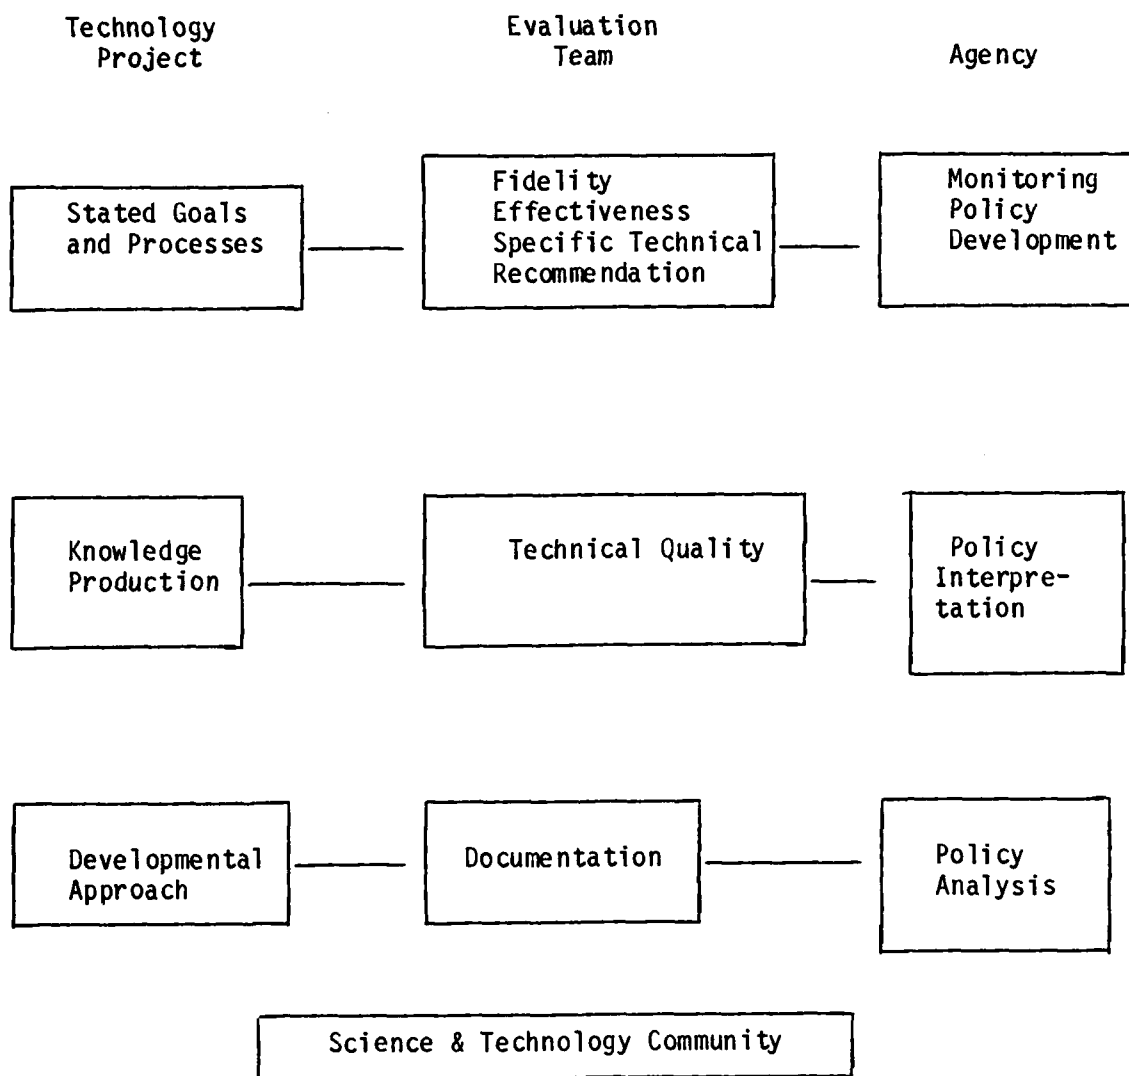 Technology
Project
Evaluation
Team
Agency
Stated Goals
and Processes
Fidelity
Effectiveness
Specific Technical
Recommendation
Monitoring
Policy
Development
Knowledge
Production
Technical Quality
Policy
Interpre-
tation
Developmental
Approach
Documentation
Policy
Analysis
Science & Technology Community